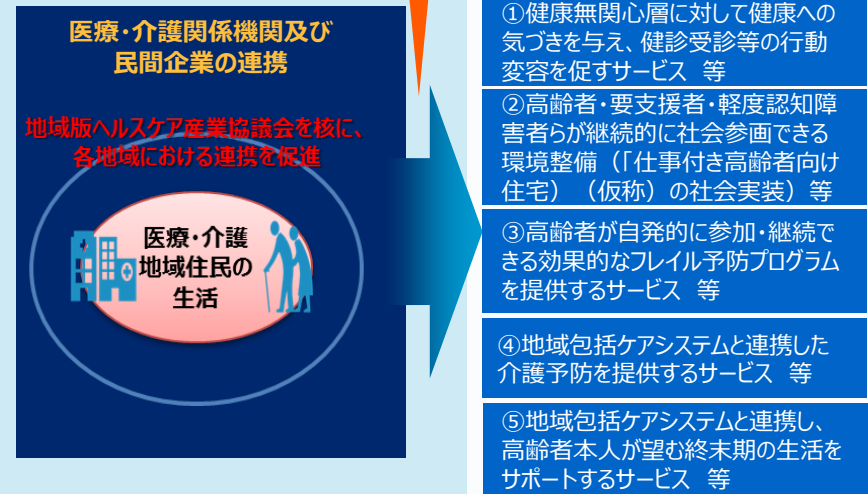 医療・介護関係機関及び
民間企業の連携
地域版ヘルスケア産業協議会を核に、
各地域における連携を促進
医療・介護
地域住民の
生活
①健康無関心層に対して健康への
気づきを与え、健診受診等の行動
変容を促すサービス 等
②高齢者・要支援者・軽度認知障
害者らが継続的に社会参画できる
環境整備（「仕事付き高齢者向け
住宅）（仮称）の社会実装）等
③高齢者が自発的に参加・継続で
きる効果的なフレイル予防プログラム
を提供するサービス 等
④地域包括ケアシステムと連携した
介護予防を提供するサービス 等
⑤地域包括ケアシステムと連携し、
高齢者本人が望む終末期の生活を
サポートするサービス 等